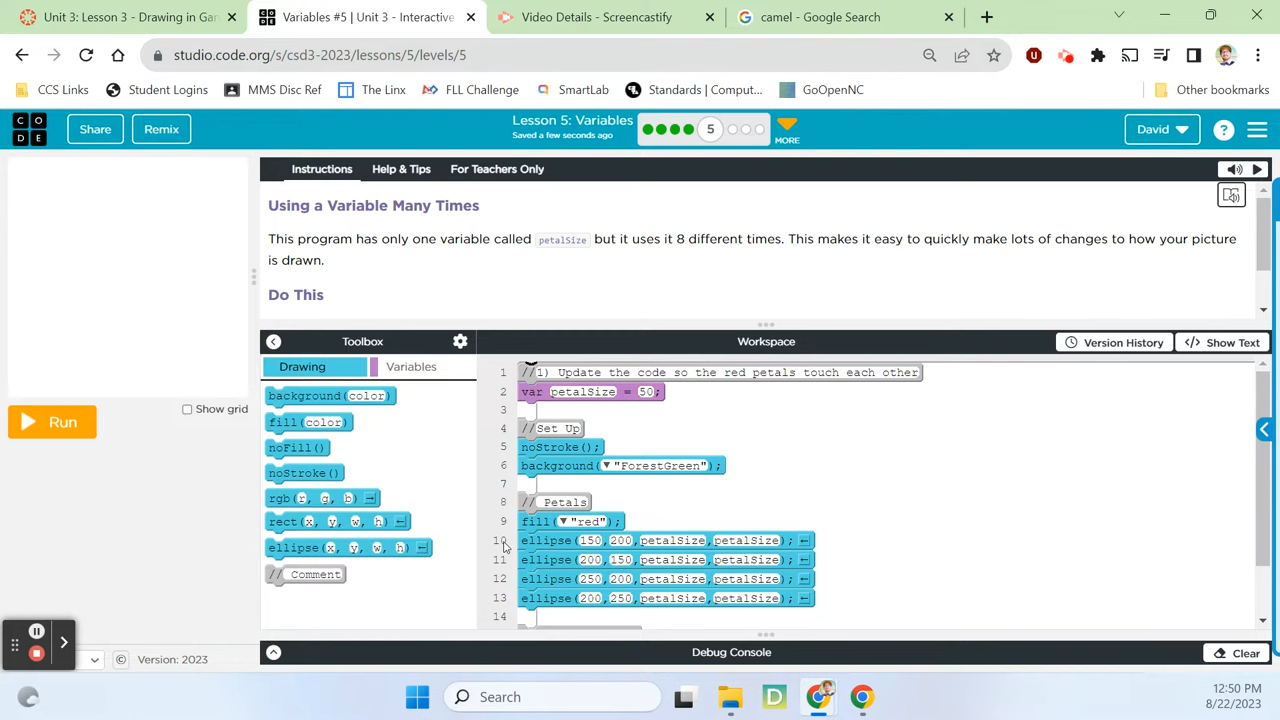 Unit 3: Lesson 3 - Drawing in Gam
Variables #5 | Unit 3 - Interactive
Video Details - Screencastify
camel - Google Search
studio.code.org/s/csd3-2023/lessons/5/levels/5
CCS Links
Student Logins
MMS Disc Ref
The Linx
FLL Challenge
SmartLab
Standards | Comput...
GoOpenNC
Other bookmarks
C O
D E
Share
Remix
Lesson 5: Variables
Saved a few seconds ago
5
MORE
David
?
Instructions
Help & Tips
For Teachers Only
Using a Variable Many Times
This program has only one variable called petalSize but it uses it 8 different times. This makes it easy to quickly make lots of changes to how your picture
is drawn.
Do This
Toolbox
Workspace
Version History
</> Show Text
Drawing
Variables
background(color)
fill(color)
noFill()
noStroke()
rgb(r, g, b)
rect(x, y, w, h)
ellipse(x, y, w, h)
// Comment
Run
Show grid
1 //1) Update the code so the red petals touch each other
2 var petalSize = 50;
3
4 //Set Up
5 noStroke();
6 background("ForestGreen");
7
8 // Petals
9 fill("red");
10 ellipse(150,200,petalSize,petalSize);
11 ellipse(200,150,petalSize,petalSize);
12 ellipse(250,200,petalSize,petalSize);
13 ellipse(200,250,petalSize,petalSize);
14
Debug Console
Clear
© Version: 2023
Search
12:50 PM
8/22/2023